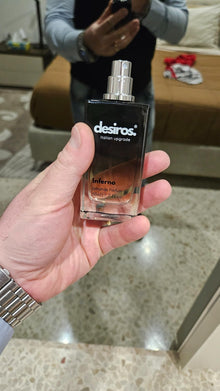 desiros.
italian upgrade
Inferno